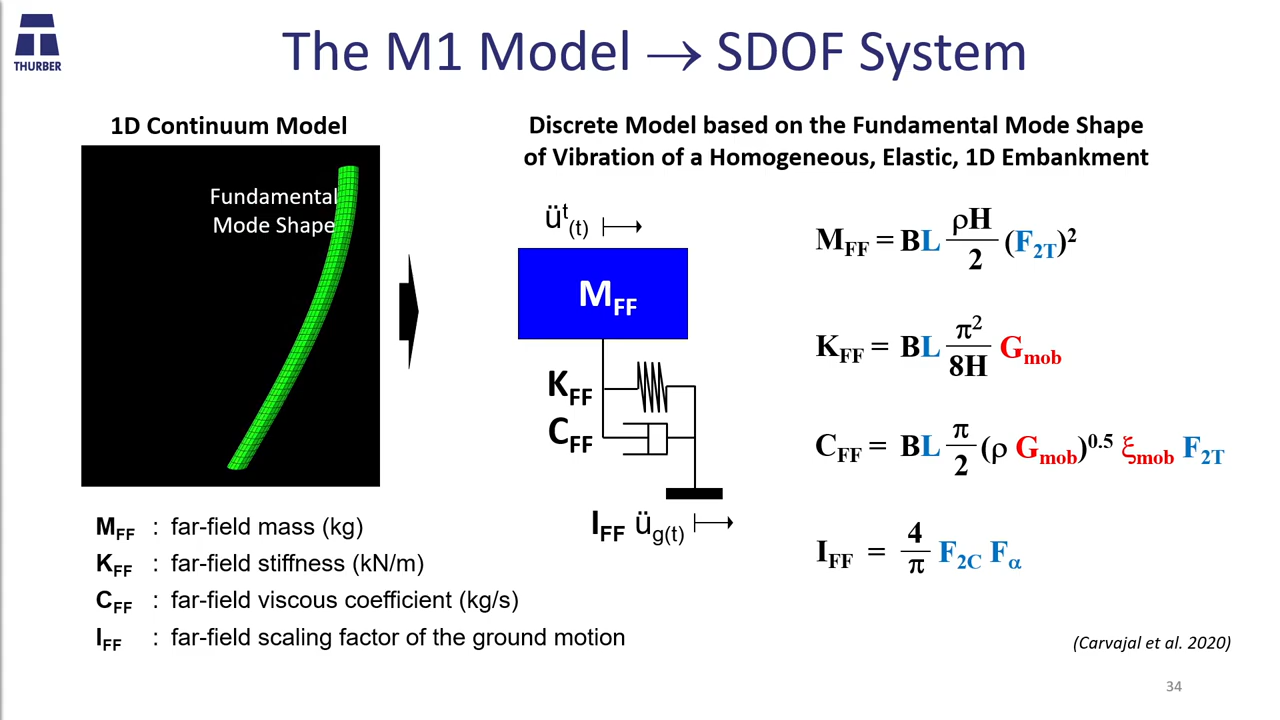 THURBER
The M1 Model → SDOF System
1D Continuum Model
Fundamental
Mode Shape
Discrete Model based on the Fundamental Mode Shape
of Vibration of a Homogeneous, Elastic, 1D Embankment
üᵗ(t)
M_FF
K_FF
C_FF
I_FF ü_g(t)
M_FF = BL ρH/2 (F_2T)²
K_FF = BL π²/8H G_mob
C_FF = BL π/2 (ρ G_mob)^0.5 ξ_mob F_2T
I_FF = 4/π F_2C F_α
M_FF : far-field mass (kg)
K_FF : far-field stiffness (kN/m)
C_FF : far-field viscous coefficient (kg/s)
I_FF : far-field scaling factor of the ground motion
(Carvajal et al. 2020)
34